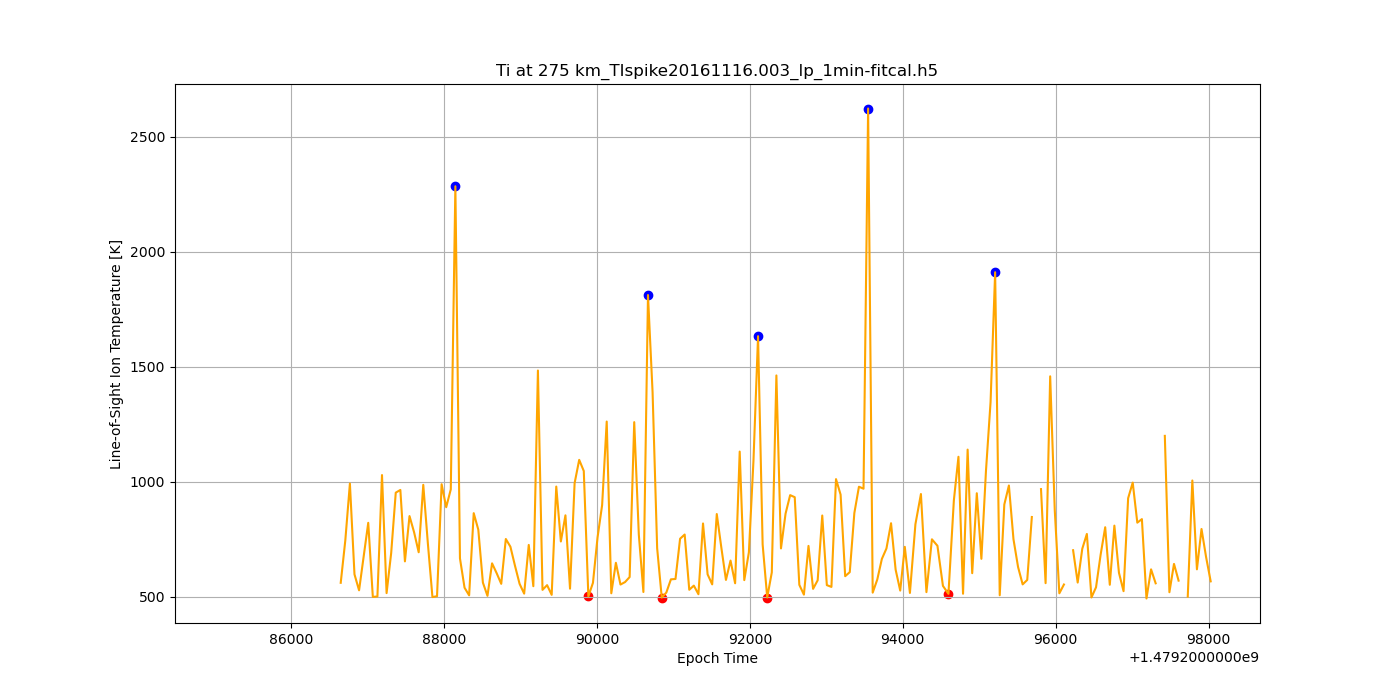 Ti at 275 km_TIspike20161116.003_lp_1min-fitcal.h5
Line-of-Sight Ion Temperature [K]
2500
2000
1500
1000
500
86000 88000 90000 92000 94000 96000 98000
Epoch Time
+1.4792000000e9